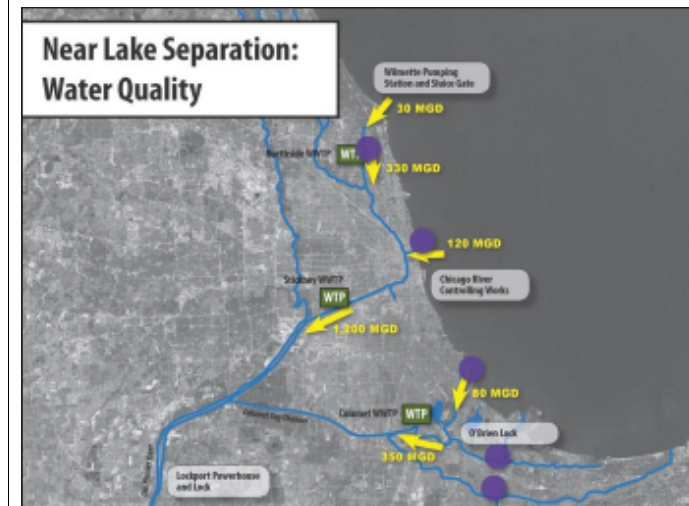 Near Lake Separation:
Water Quality
Wilmette Pumping
Station and Sluice Gate
30 MGD
Northside WWTP
WTP
330 MGD
120 MGD
Chicago River
Controlling Works
Stickney WWTP
WTP
1,200 MGD
80 MGD
Calumet WWTP
WTP
O'Brien Lock
350 MGD
Lockport Powerhouse
and Lock